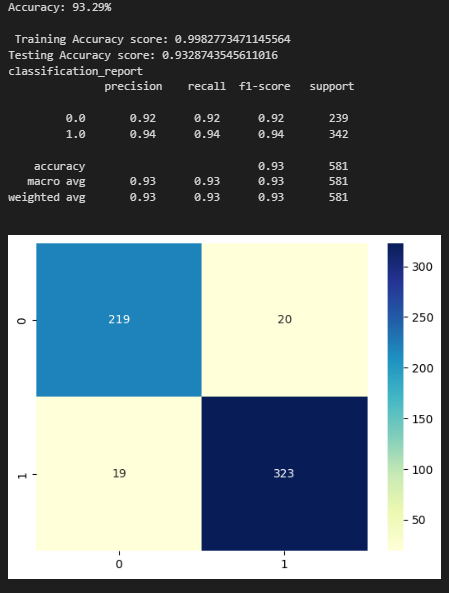 Accuracy: 93.29%
Training Accuracy score: 0.9982773471145564
Testing Accuracy score: 0.9328743545611016
classification_report
precision recall f1-score support
0.0 0.92 0.92 0.92 239
1.0 0.94 0.94 0.94 342
accuracy 0.93 581
macro avg 0.93 0.93 0.93 581
weighted avg 0.93 0.93 0.93 581
0 219 20
1 19 323
0 1
300
250
200
150
100
50